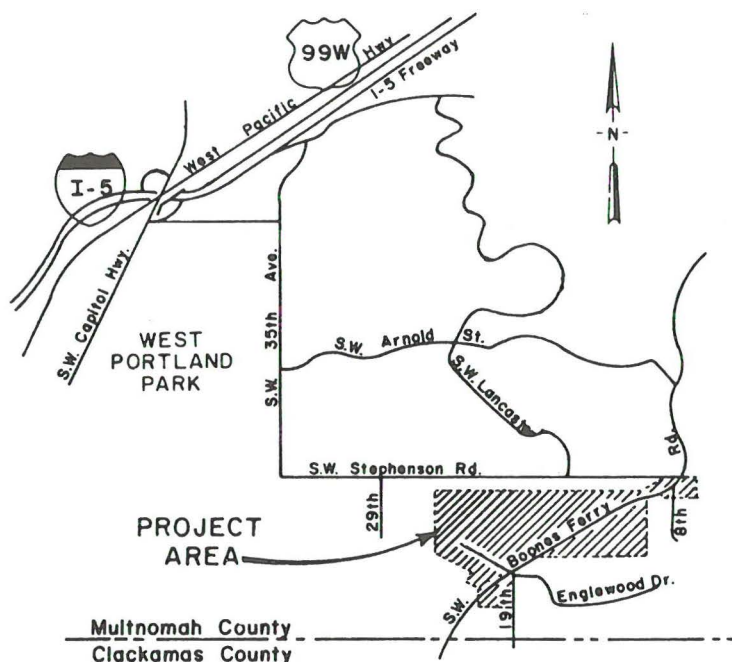 99W
West Pacific Hwy
I-5 Freeway
I-5
-N-
S.W. Capitol Hwy.
WEST
PORTLAND
PARK
S.W. 35th Ave.
S.W. Arnold St.
S.W. Lancast
S.W. Stephenson Rd.
29th
8th
PROJECT
AREA
S.W. Boones Ferry Rd.
19th
Englewood Dr.
Multnomah County
Clackamas County